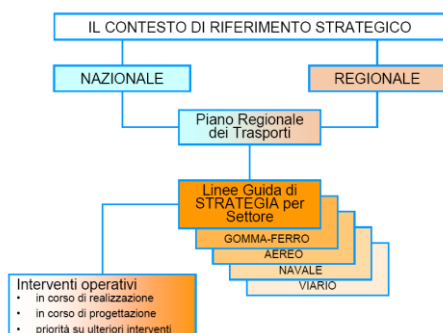 IL CONTESTO DI RIFERIMENTO STRATEGICO
NAZIONALE
REGIONALE
Piano Regionale
dei Trasporti
Linee Guida di
STRATEGIA per
Settore
GOMMA-FERRO
AEREO
NAVALE
VIARIO
Interventi operativi
• in corso di realizzazione
• in corso di progettazione
• priorità su ulteriori interventi